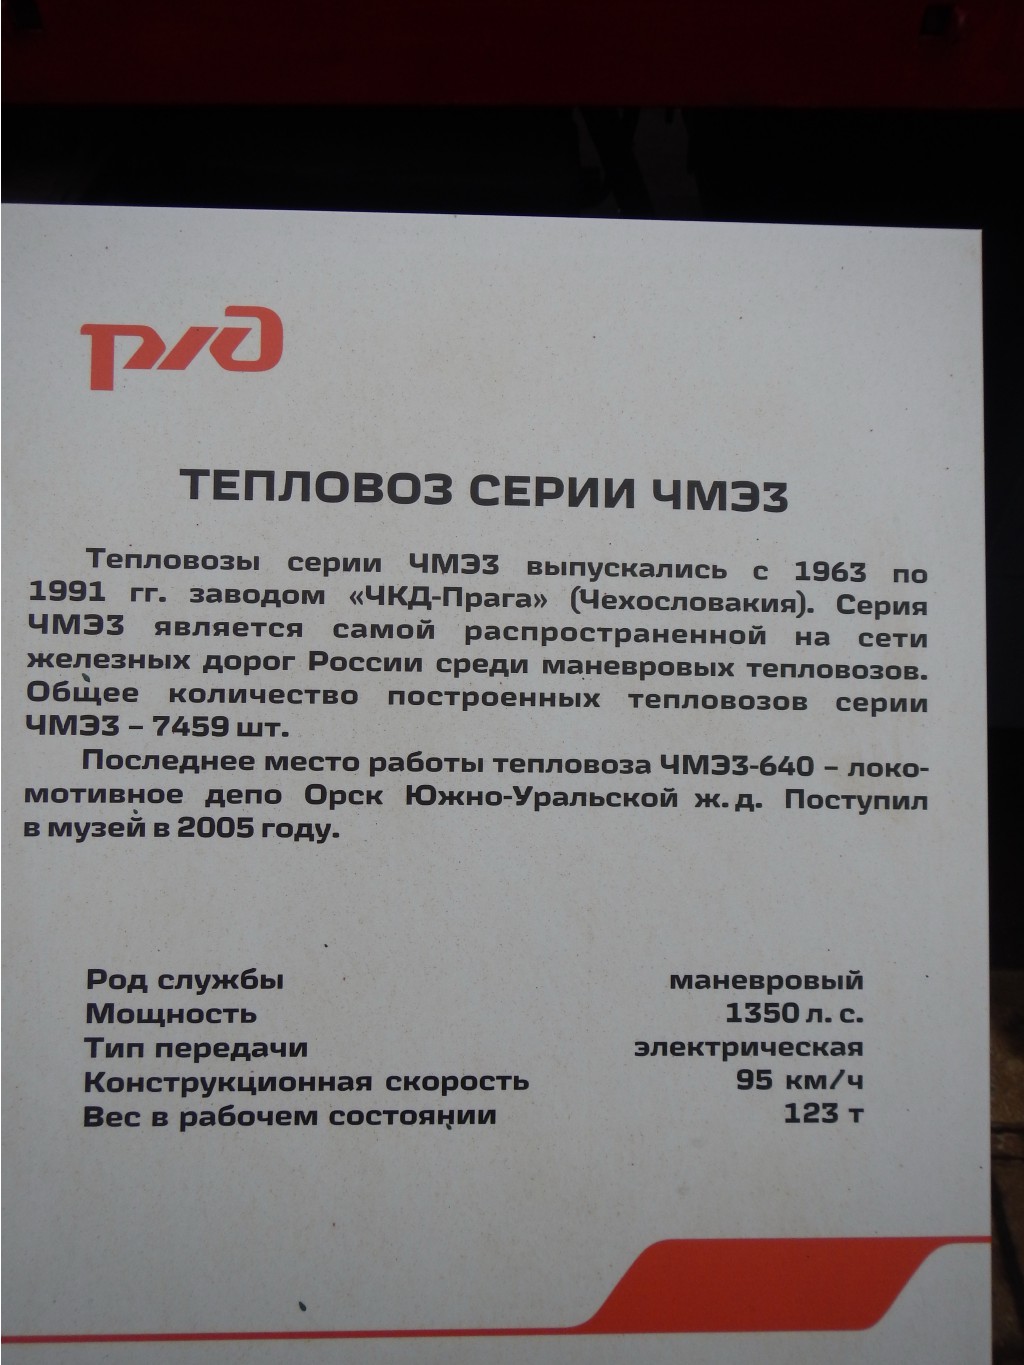 ржд
ТЕПЛОВОЗ СЕРИИ ЧМЭ3
Тепловозы серии ЧМЭ3 выпускались с 1963 по
1991 гг. заводом «ЧКД-Прага» (Чехословакия). Серия
ЧМЭ3 является самой распространенной на сети
железных дорог России среди маневровых тепловозов.
Общее количество построенных тепловозов серии
ЧМЭ3 – 7459 шт.
Последнее место работы тепловоза ЧМЭ3-640 – локо-
мотивное депо Орск Южно-Уральской ж. д. Поступил
в музей в 2005 году.
Род службы маневровый
Мощность 1350 л. с.
Тип передачи электрическая
Конструкционная скорость 95 км/ч
Вес в рабочем состоянии 123 т